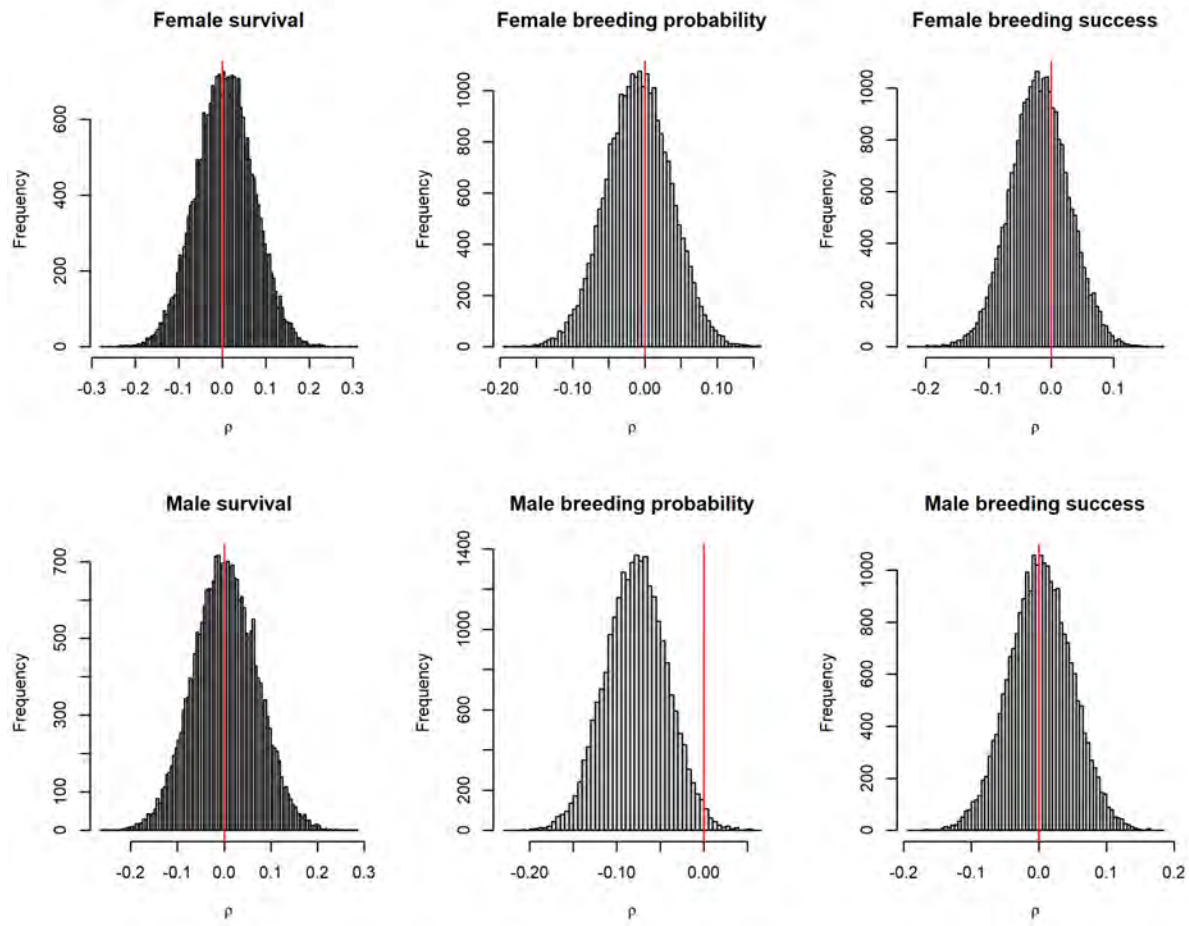 Female survival
Frequency
0 200 400 600
-0.3 -0.2 -0.1 0.0 0.1 0.2 0.3
ρ
Female breeding probability
Frequency
0 200 400 600 800 1000
-0.20 -0.10 0.00 0.10
ρ
Female breeding success
Frequency
0 200 400 600 800 1000
-0.2 -0.1 0.0 0.1
ρ
Male survival
Frequency
0 100 300 500 700
-0.2 -0.1 0.0 0.1 0.2 0.3
ρ
Male breeding probability
Frequency
0 200 600 1000 1400
-0.20 -0.10 0.00
ρ
Male breeding success
Frequency
0 200 400 600 800 1000
-0.2 -0.1 0.0 0.1 0.2
ρ